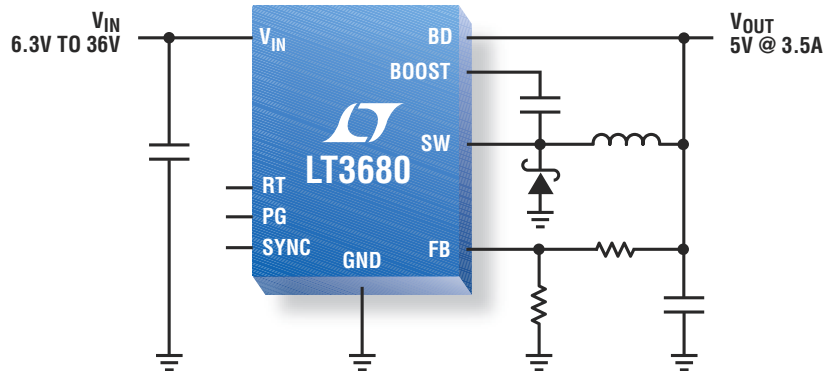 VIN
6.3V TO 36V
VIN
BD
BOOST
SW
LT3680
RT
PG
SYNC
GND
FB
VOUT
5V @ 3.5A